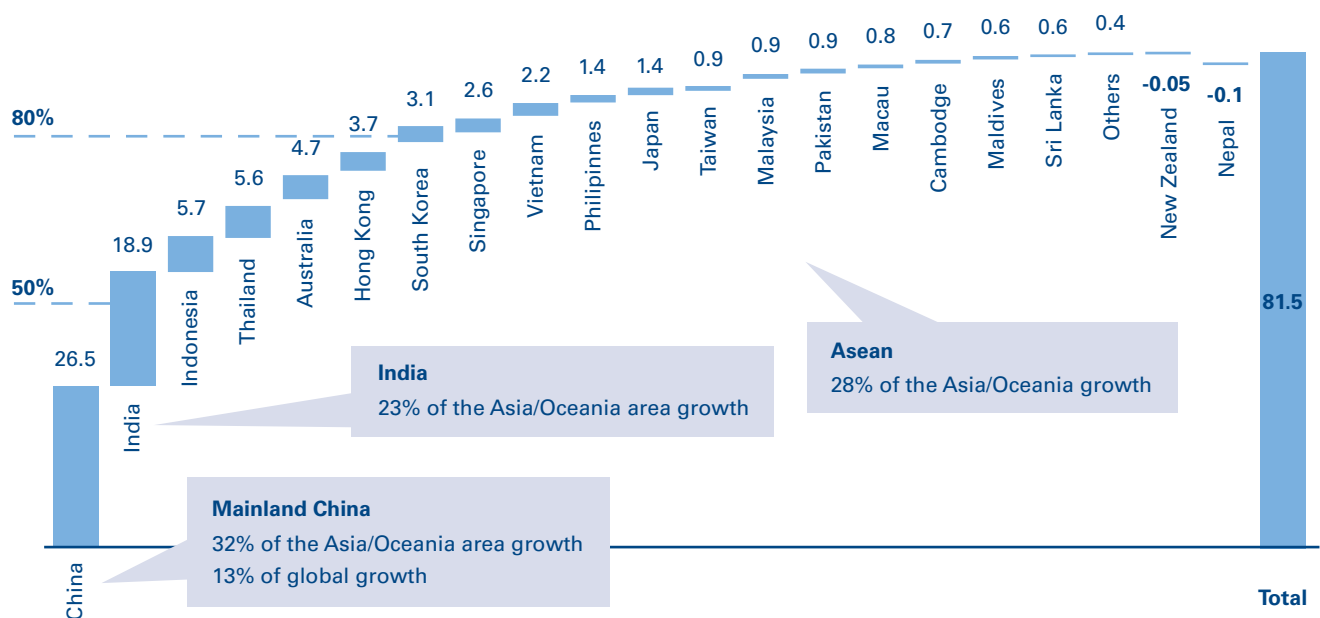 80%
50%
26.5
China
18.9
India
5.7
Indonesia
5.6
Thailand
4.7
Australia
3.7
Hong Kong
3.1
South Korea
2.6
Singapore
2.2
Vietnam
1.4
Philipinnes
1.4
Japan
0.9
Taiwan
0.9
Malaysia
0.9
Pakistan
0.8
Macau
0.7
Cambodge
0.6
Maldives
0.6
Sri Lanka
0.4
Others
-0.05
New Zealand
-0.1
Nepal
81.5
Total
Asean
28% of the Asia/Oceania growth
India
23% of the Asia/Oceania area growth
Mainland China
32% of the Asia/Oceania area growth
13% of global growth